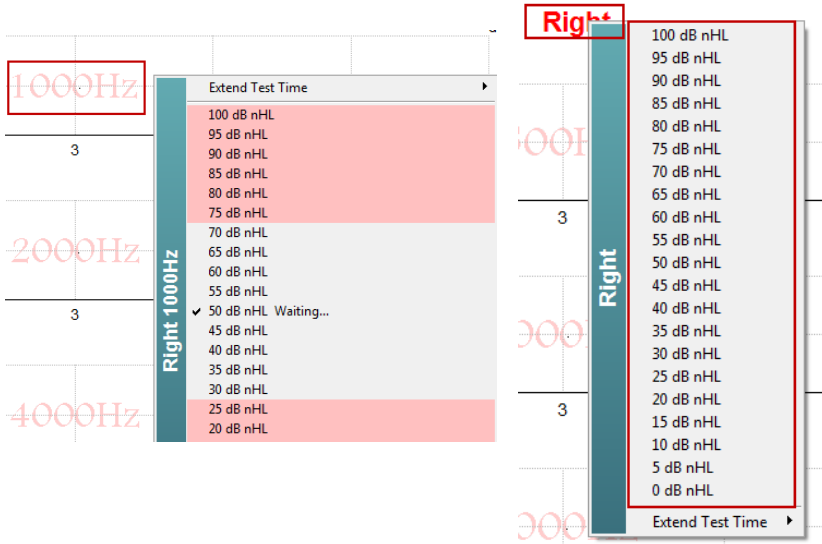 1000Hz
3
2000Hz
3
4000Hz
Right 1000Hz
Extend Test Time
100 dB nHL
95 dB nHL
90 dB nHL
85 dB nHL
80 dB nHL
75 dB nHL
70 dB nHL
65 dB nHL
60 dB nHL
55 dB nHL
50 dB nHL Waiting...
45 dB nHL
40 dB nHL
35 dB nHL
30 dB nHL
25 dB nHL
20 dB nHL
Right
3
3
Right
100 dB nHL
95 dB nHL
90 dB nHL
85 dB nHL
80 dB nHL
75 dB nHL
70 dB nHL
65 dB nHL
60 dB nHL
55 dB nHL
50 dB nHL
45 dB nHL
40 dB nHL
35 dB nHL
30 dB nHL
25 dB nHL
20 dB nHL
15 dB nHL
10 dB nHL
5 dB nHL
0 dB nHL
Extend Test Time